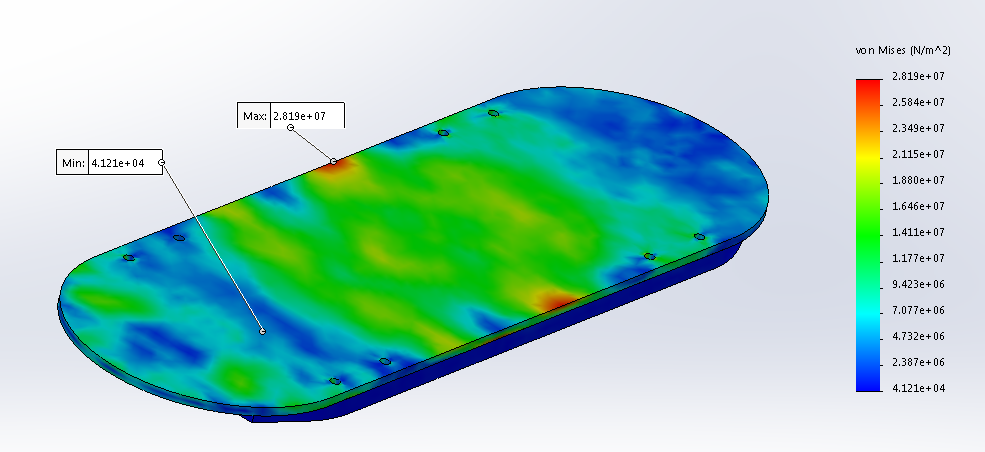 von Mises (N/m^2)
2.819e+07
2.584e+07
2.349e+07
2.115e+07
1.880e+07
1.646e+07
1.411e+07
1.177e+07
9.423e+06
7.077e+06
4.732e+06
2.387e+06
4.121e+04
Max: 2.819e+07
Min: 4.121e+04